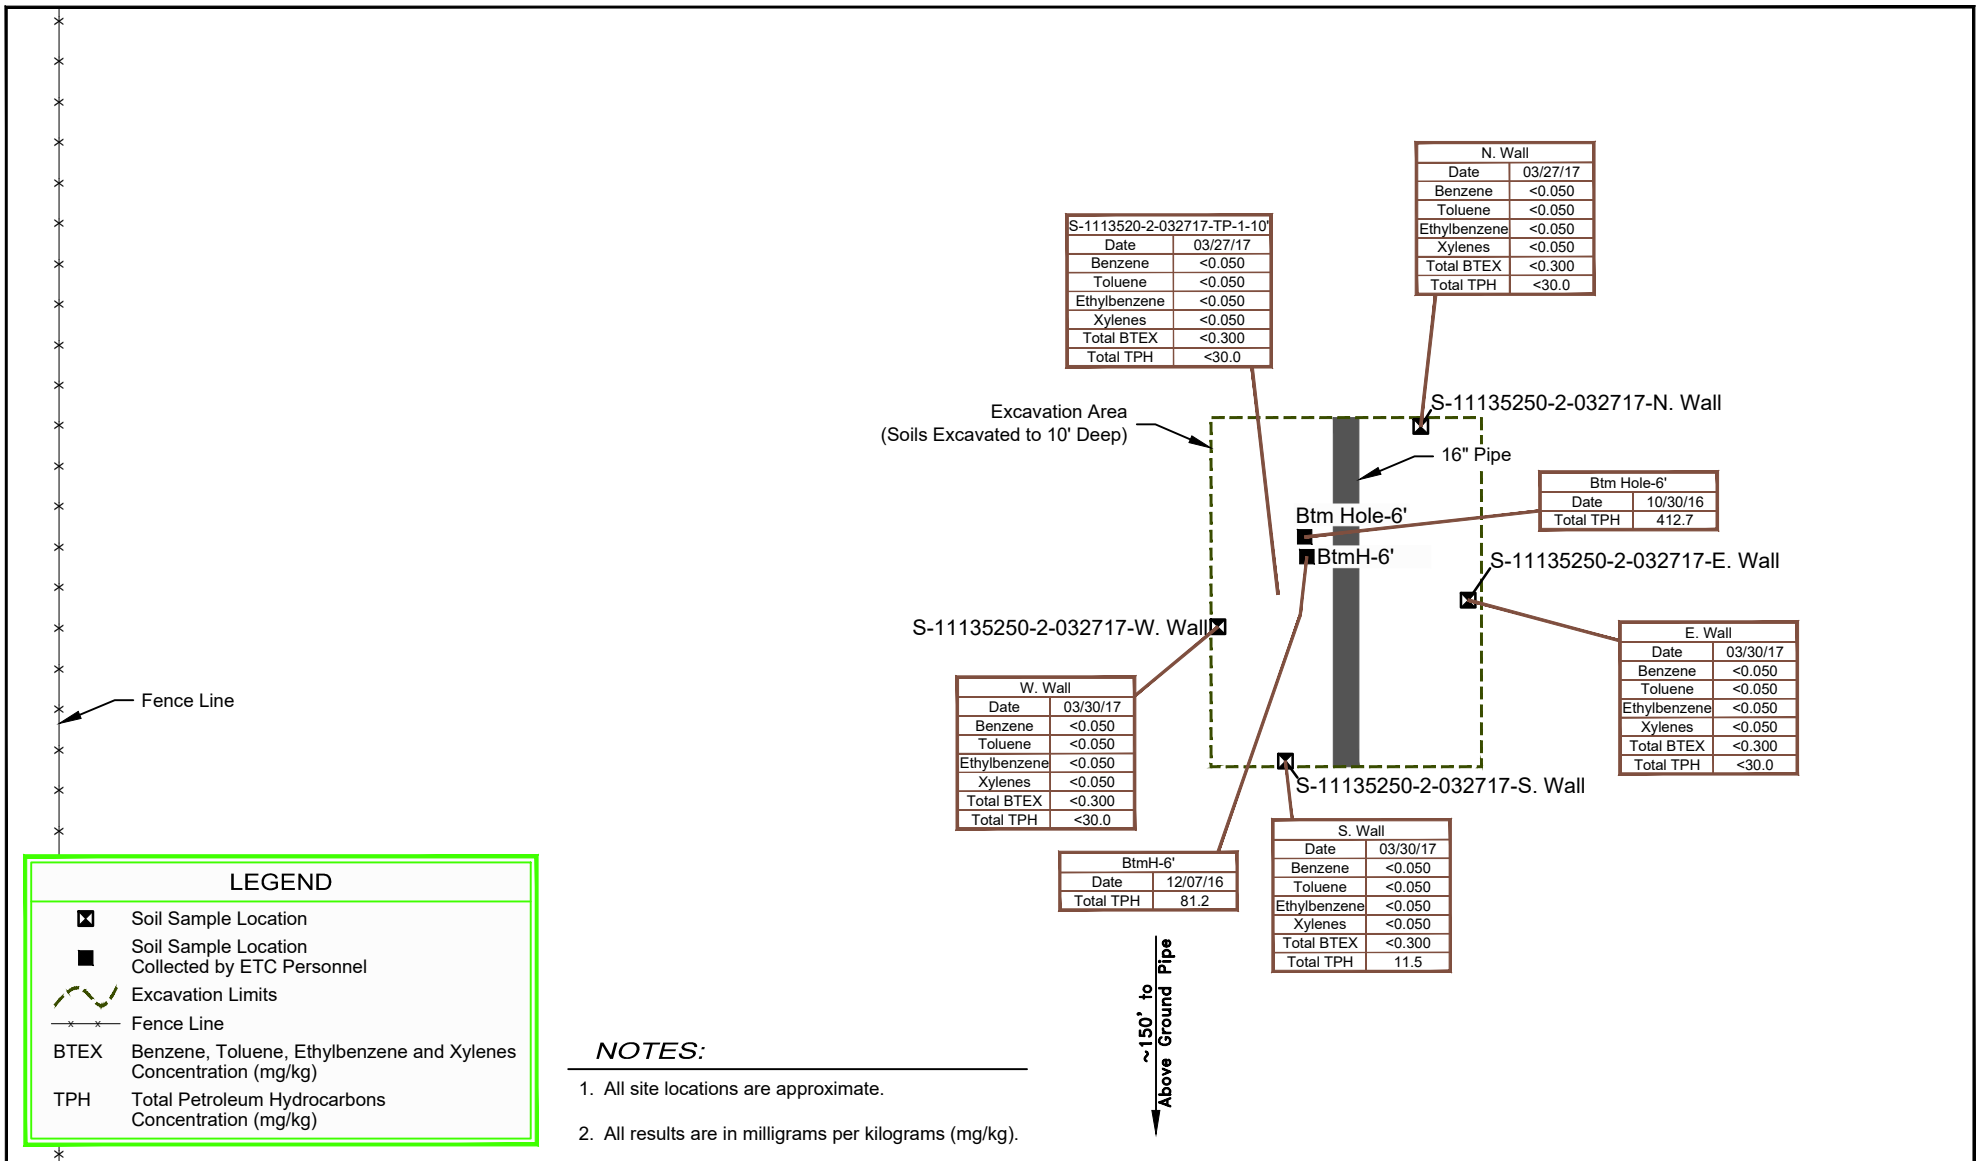 N. Wall
Date 03/27/17
Benzene <0.050
Toluene <0.050
Ethylbenzene <0.050
Xylenes <0.050
Total BTEX <0.300
Total TPH <30.0
S-1113520-2-032717-TP-1-10'
Date 03/27/17
Benzene <0.050
Toluene <0.050
Ethylbenzene <0.050
Xylenes <0.050
Total BTEX <0.300
Total TPH <30.0
Excavation Area
(Soils Excavated to 10' Deep)
S-11135250-2-032717-N. Wall
16" Pipe
Btm Hole-6'
Date 10/30/16
Total TPH 412.7
Btm Hole-6'
BtmH-6'
S-11135250-2-032717-E. Wall
S-11135250-2-032717-W. Wall
E. Wall
Date 03/30/17
Benzene <0.050
Toluene <0.050
Ethylbenzene <0.050
Xylenes <0.050
Total BTEX <0.300
Total TPH <30.0
W. Wall
Date 03/30/17
Benzene <0.050
Toluene <0.050
Ethylbenzene <0.050
Xylenes <0.050
Total BTEX <0.300
Total TPH <30.0
Fence Line
S-11135250-2-032717-S. Wall
S. Wall
Date 03/30/17
Benzene <0.050
Toluene <0.050
Ethylbenzene <0.050
Xylenes <0.050
Total BTEX <0.300
Total TPH 11.5
BtmH-6'
Date 12/07/16
Total TPH 81.2
~150' to
Above Ground Pipe
LEGEND
Soil Sample Location
Soil Sample Location
Collected by ETC Personnel
Excavation Limits
Fence Line
BTEX Benzene, Toluene, Ethylbenzene and Xylenes
Concentration (mg/kg)
TPH Total Petroleum Hydrocarbons
Concentration (mg/kg)
NOTES:
1. All site locations are approximate.
2. All results are in milligrams per kilograms (mg/kg).